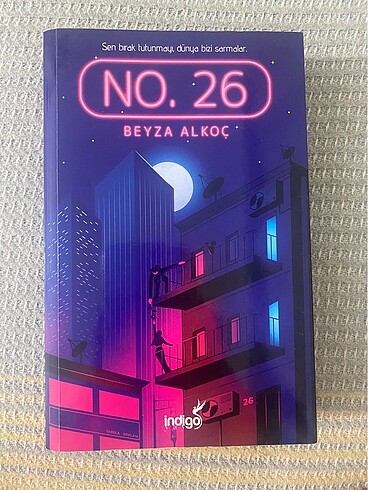 Sen bırak tutunmayı, dünya bizi sarmalar.
NO. 26
BEYZA ALKOÇ
26
indigo